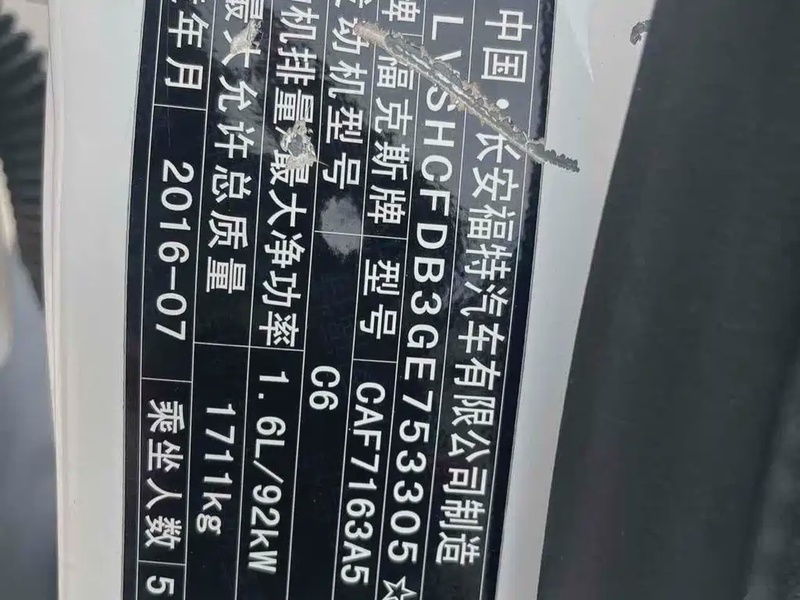 中国·长安福特汽车有限公司制造
LVSHCFDB3GE753305☆
牌 福克斯牌 型号 CAF7163A5
发动机型号 C6
机排量/最大净功率 1.6L/92kW
最大允许总质量 1711kg
年月 2016-07 乘坐人数 5